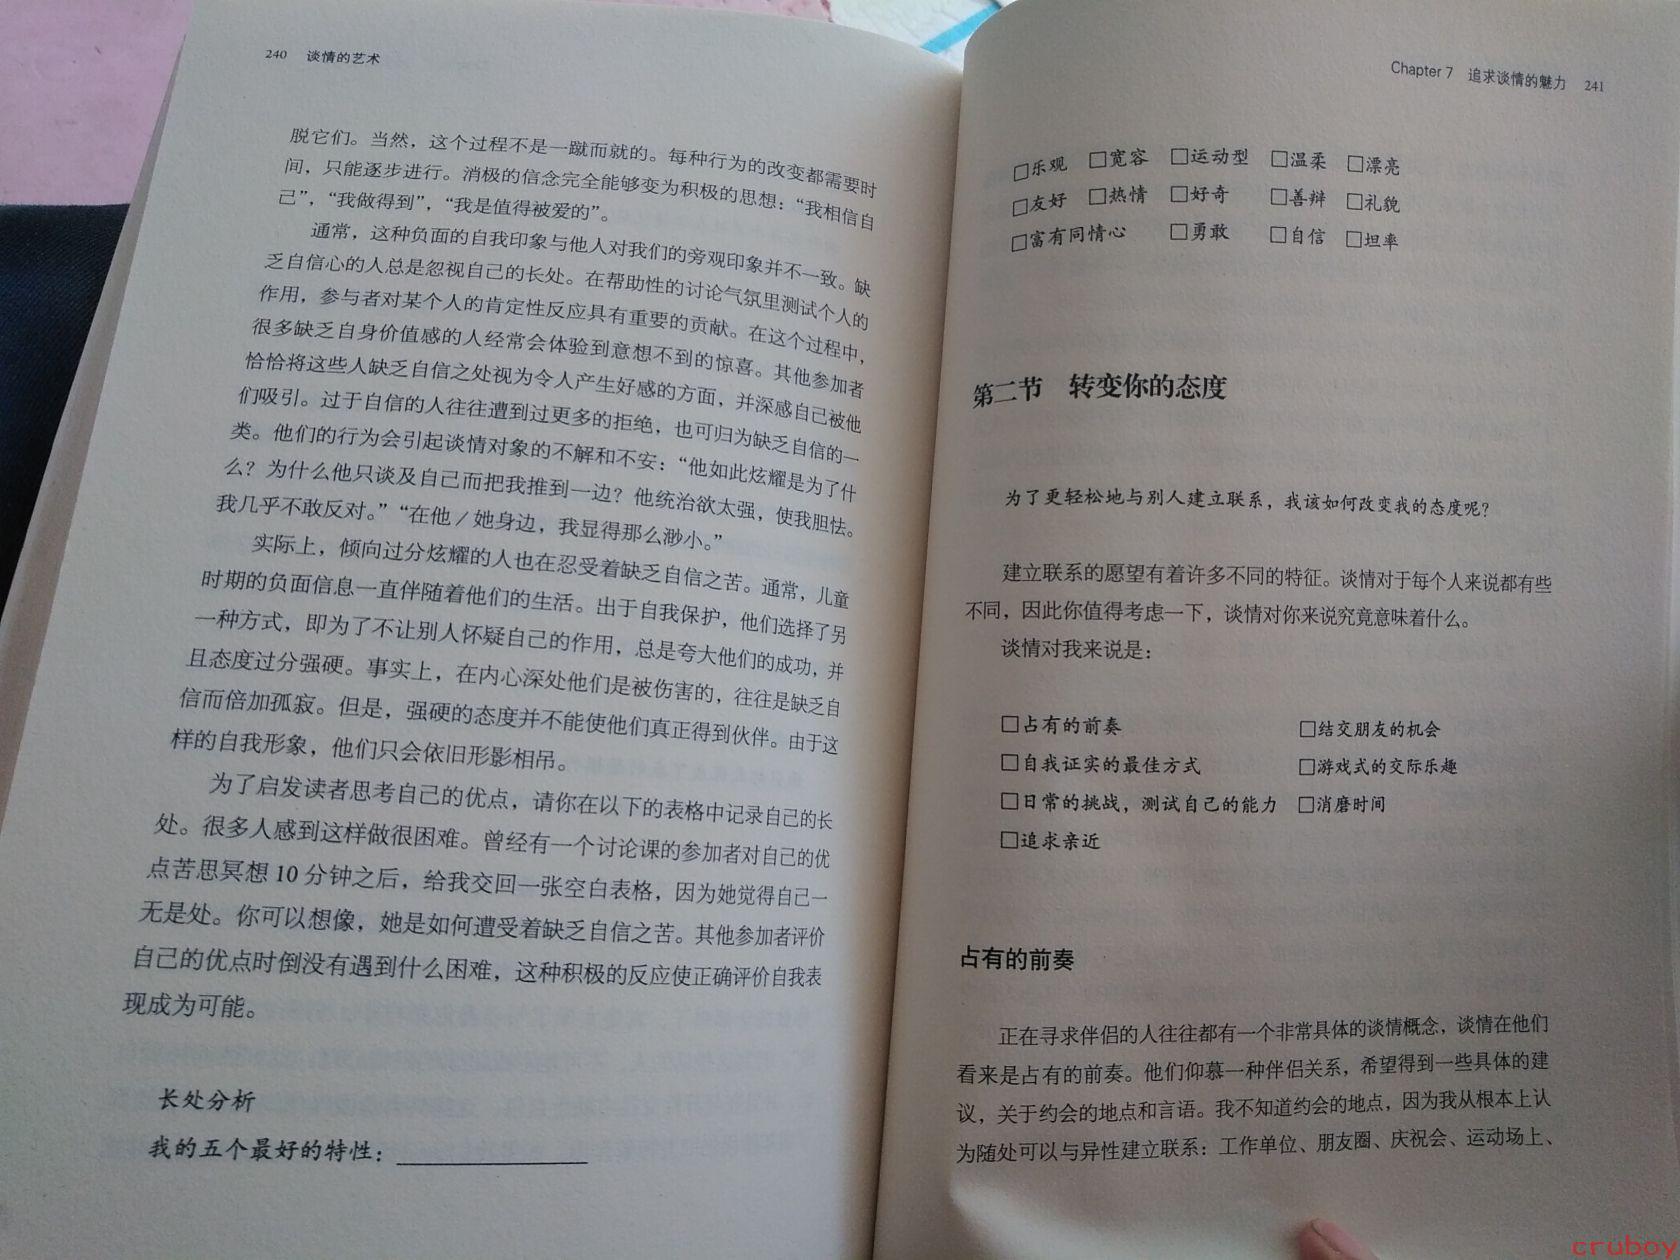 240 谈情的艺术
脱它们。当然，这个过程不是一蹴而就的。每种行为的改变都需要时
间，只能逐步进行。消极的信念完全能够变为积极的思想：“我相信自
己”，“我做得到”，“我是值得被爱的”。
通常，这种负面的自我印象与他人对我们的旁观印象并不一致。缺
乏自信心的人总是忽视自己的长处。在帮助性的讨论气氛里测试个人的
作用，参与者对某个人的肯定性反应具有重要的贡献。在这个过程中，
很多缺乏自身价值感的人经常会体验到意想不到的惊喜。其他参加者
恰恰将这些人缺乏自信之处视为令人产生好感的方面，并深感自己被他
们吸引。过于自信的人往往遭到过更多的拒绝，也可归为缺乏自信的一
类。他们的行为会引起谈情对象的不解和不安：“他如此炫耀是为了什
么？为什么他只谈及自己而把我推到一边？他统治欲太强，使我胆怯。
我几乎不敢反对。”“在他／她身边，我显得那么渺小。”
实际上，倾向过分炫耀的人也在忍受着缺乏自信之苦。通常，儿童
时期的负面信息一直伴随着他们的生活。出于自我保护，他们选择了另
一种方式，即为了不让别人怀疑自己的作用，总是夸大他们的成功，并
且态度过分强硬。事实上，在内心深处他们是被伤害的，往往是缺乏自
信而倍加孤寂。但是，强硬的态度并不能使他们真正得到伙伴。由于这
样的自我形象，他们只会依旧形影相吊。
为了启发读者思考自己的优点，请你在以下的表格中记录自己的长
处。很多人感到这样做很困难。曾经有一个讨论课的参加者对自己的优
点苦思冥想10分钟之后，给我交回一张空白表格，因为她觉得自己一
无是处。你可以想像，她是如何遭受着缺乏自信之苦。其他参加者评价
自己的优点时倒没有遇到什么困难，这种积极的反应使正确评价自我表
现成为可能。
长处分析
我的五个最好的特性：
Chapter 7 追求谈情的魅力 241
□乐观 □宽容 □运动型 □温柔 □漂亮
□友好 □热情 □好奇 □善辩 □礼貌
□富有同情心 □勇敢 □自信 □坦率
第二节 转变你的态度
为了更轻松地与别人建立联系，我该如何改变我的态度呢？
建立联系的愿望有着许多不同的特征。谈情对于每个人来说都有些
不同，因此你值得考虑一下，谈情对你来说究竟意味着什么。
谈情对我来说是：
□占有的前奏 □结交朋友的机会
□自我证实的最佳方式 □游戏式的交际乐趣
□日常的挑战，测试自己的能力 □消磨时间
□追求亲近
占有的前奏
正在寻求伴侣的人往往都有一个非常具体的谈情概念，谈情在他们
看来是占有的前奏。他们仰慕一种伴侣关系，希望得到一些具体的建
议，关于约会的地点和言语。我不知道约会的地点，因为我从根本上认
为随处可以与异性建立联系：工作单位、朋友圈、庆祝会、运动场上、
cruboy